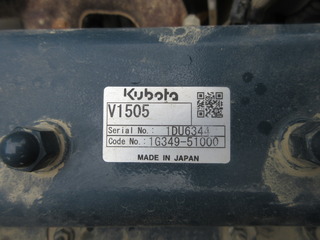 Kubota
V1505
Serial No.: 1DU6344
Code No.: 1G349-51000
MADE IN JAPAN